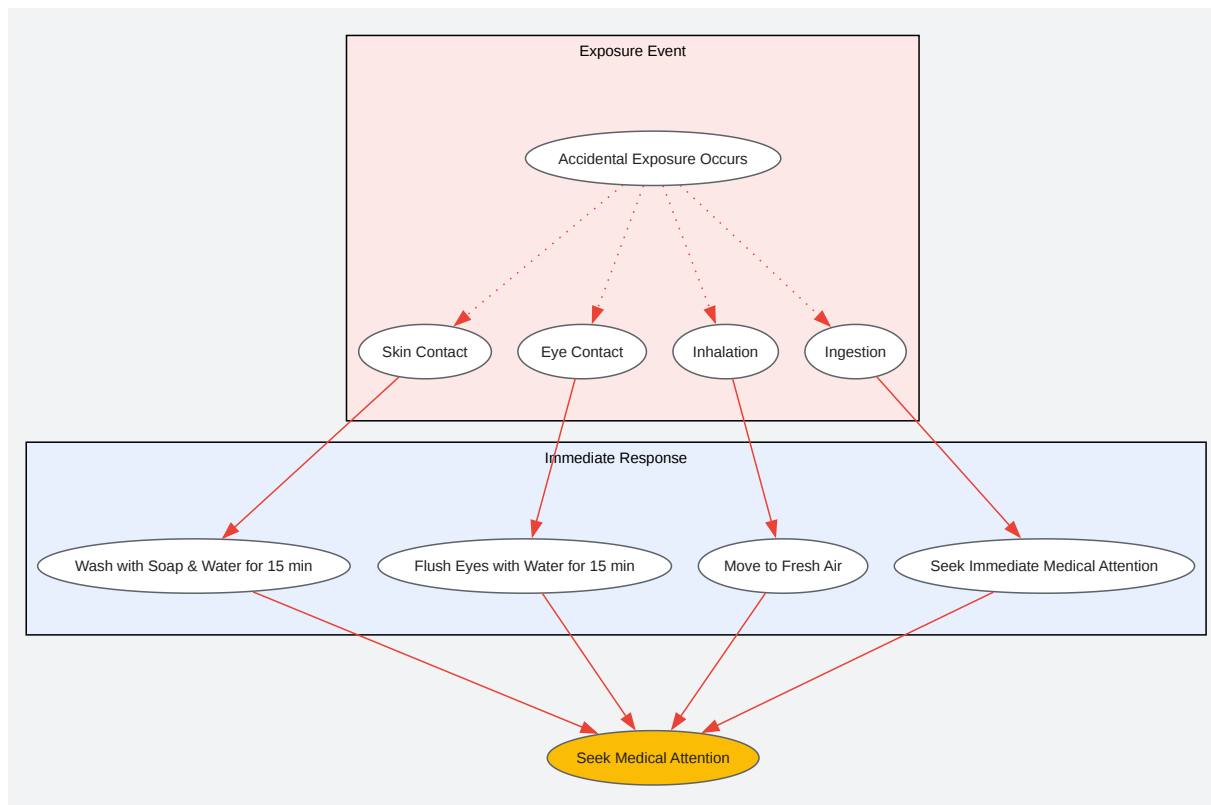 Exposure Event
Accidental Exposure Occurs
Skin Contact
Eye Contact
Inhalation
Ingestion
Immediate Response
Wash with Soap & Water for 15 min
Flush Eyes with Water for 15 min
Move to Fresh Air
Seek Immediate Medical Attention
Seek Medical Attention